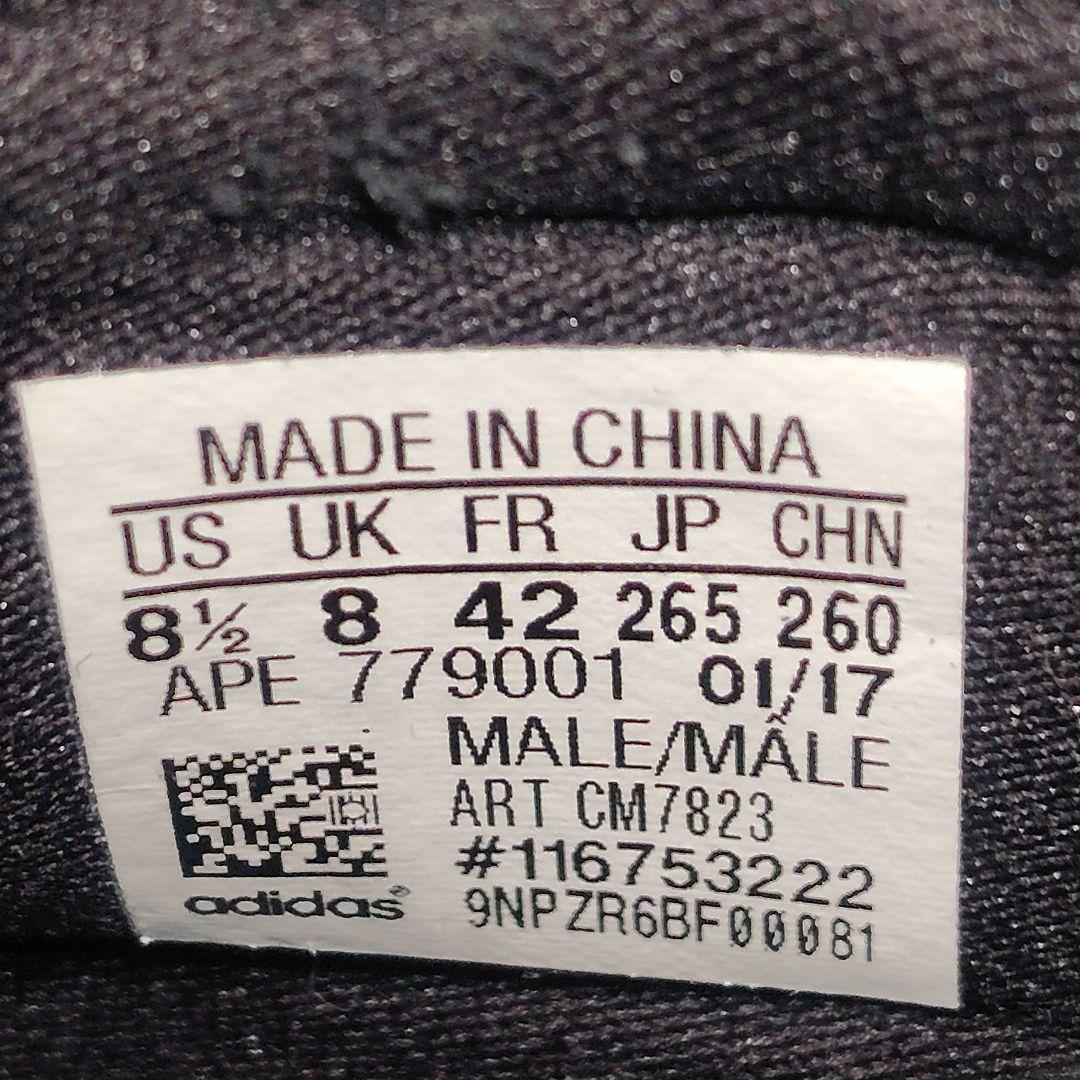 MADE IN CHINA
US UK FR JP CHN
8½ 8 42 265 260
APE 779001 01/17
MALE/MÂLE
ART CM7823
#116753222
9NPZR6BF00081
adidas®